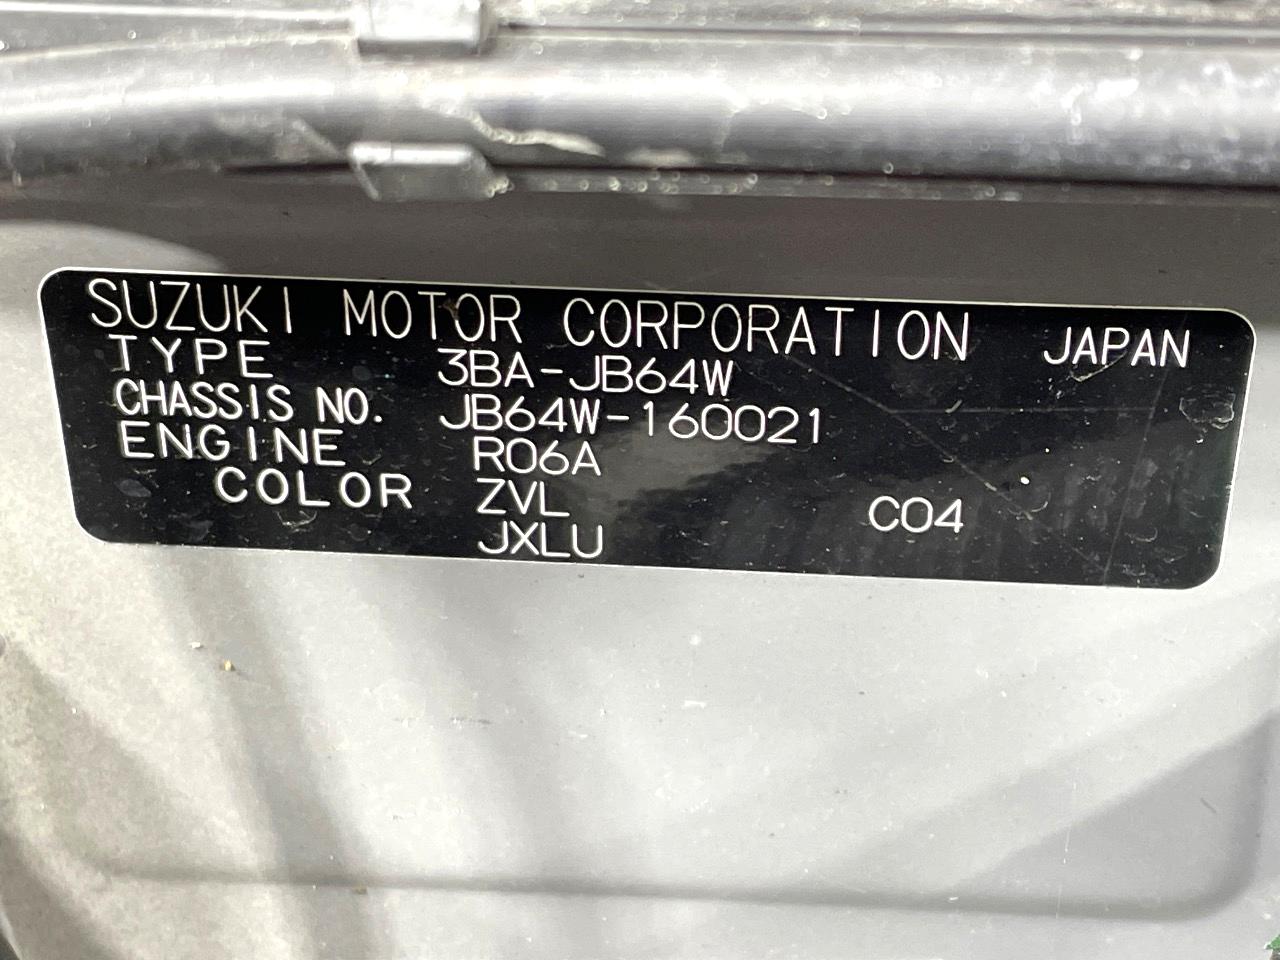 SUZUKI MOTOR CORPORATION JAPAN
TYPE 3BA-JB64W
CHASSIS NO. JB64W-160021
ENGINE R06A
COLOR ZVL C04
JXLU